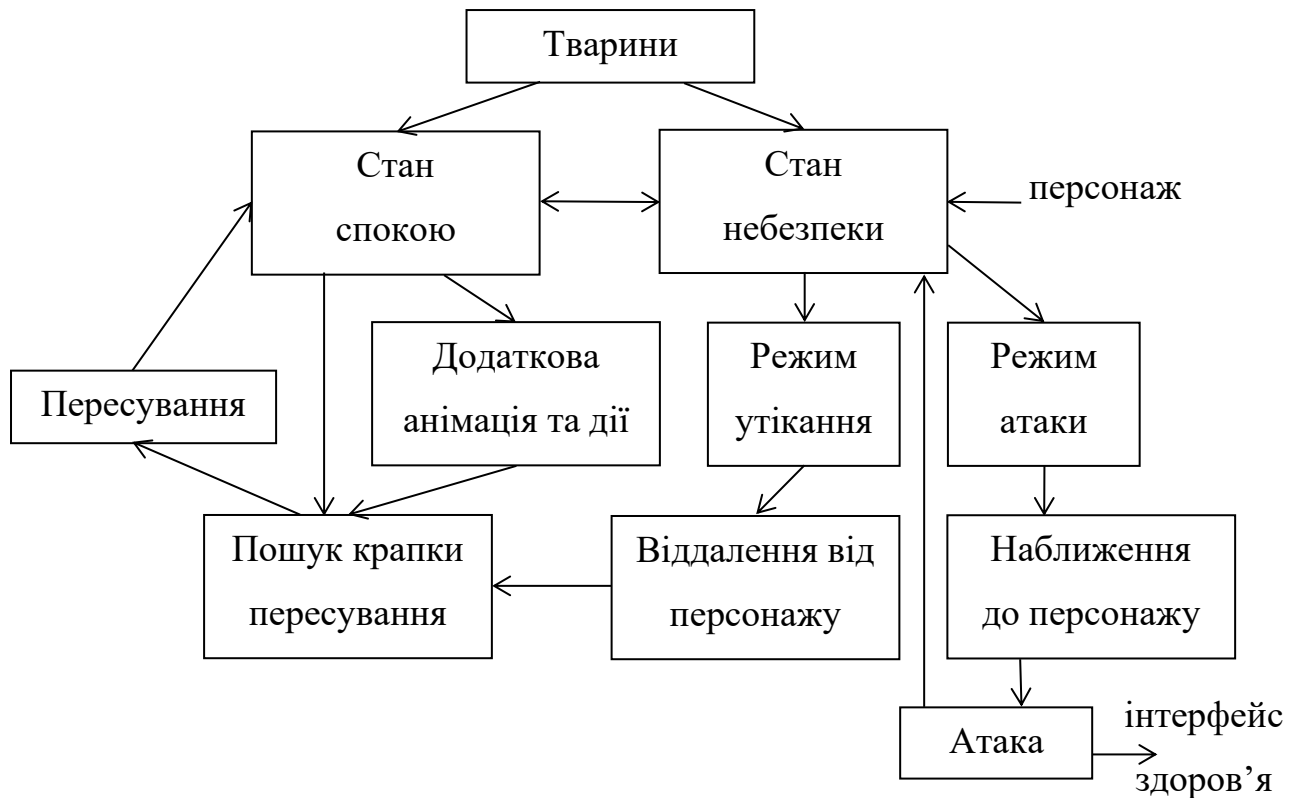 Тварини
Стан
спокою
Стан
небезпеки
персонаж
Пересування
Додаткова
анімація та дії
Режим
утікання
Режим
атаки
Пошук крапки
пересування
Віддалення від
персонажу
Наближення
до персонажу
Атака
інтерфейс
здоров’я